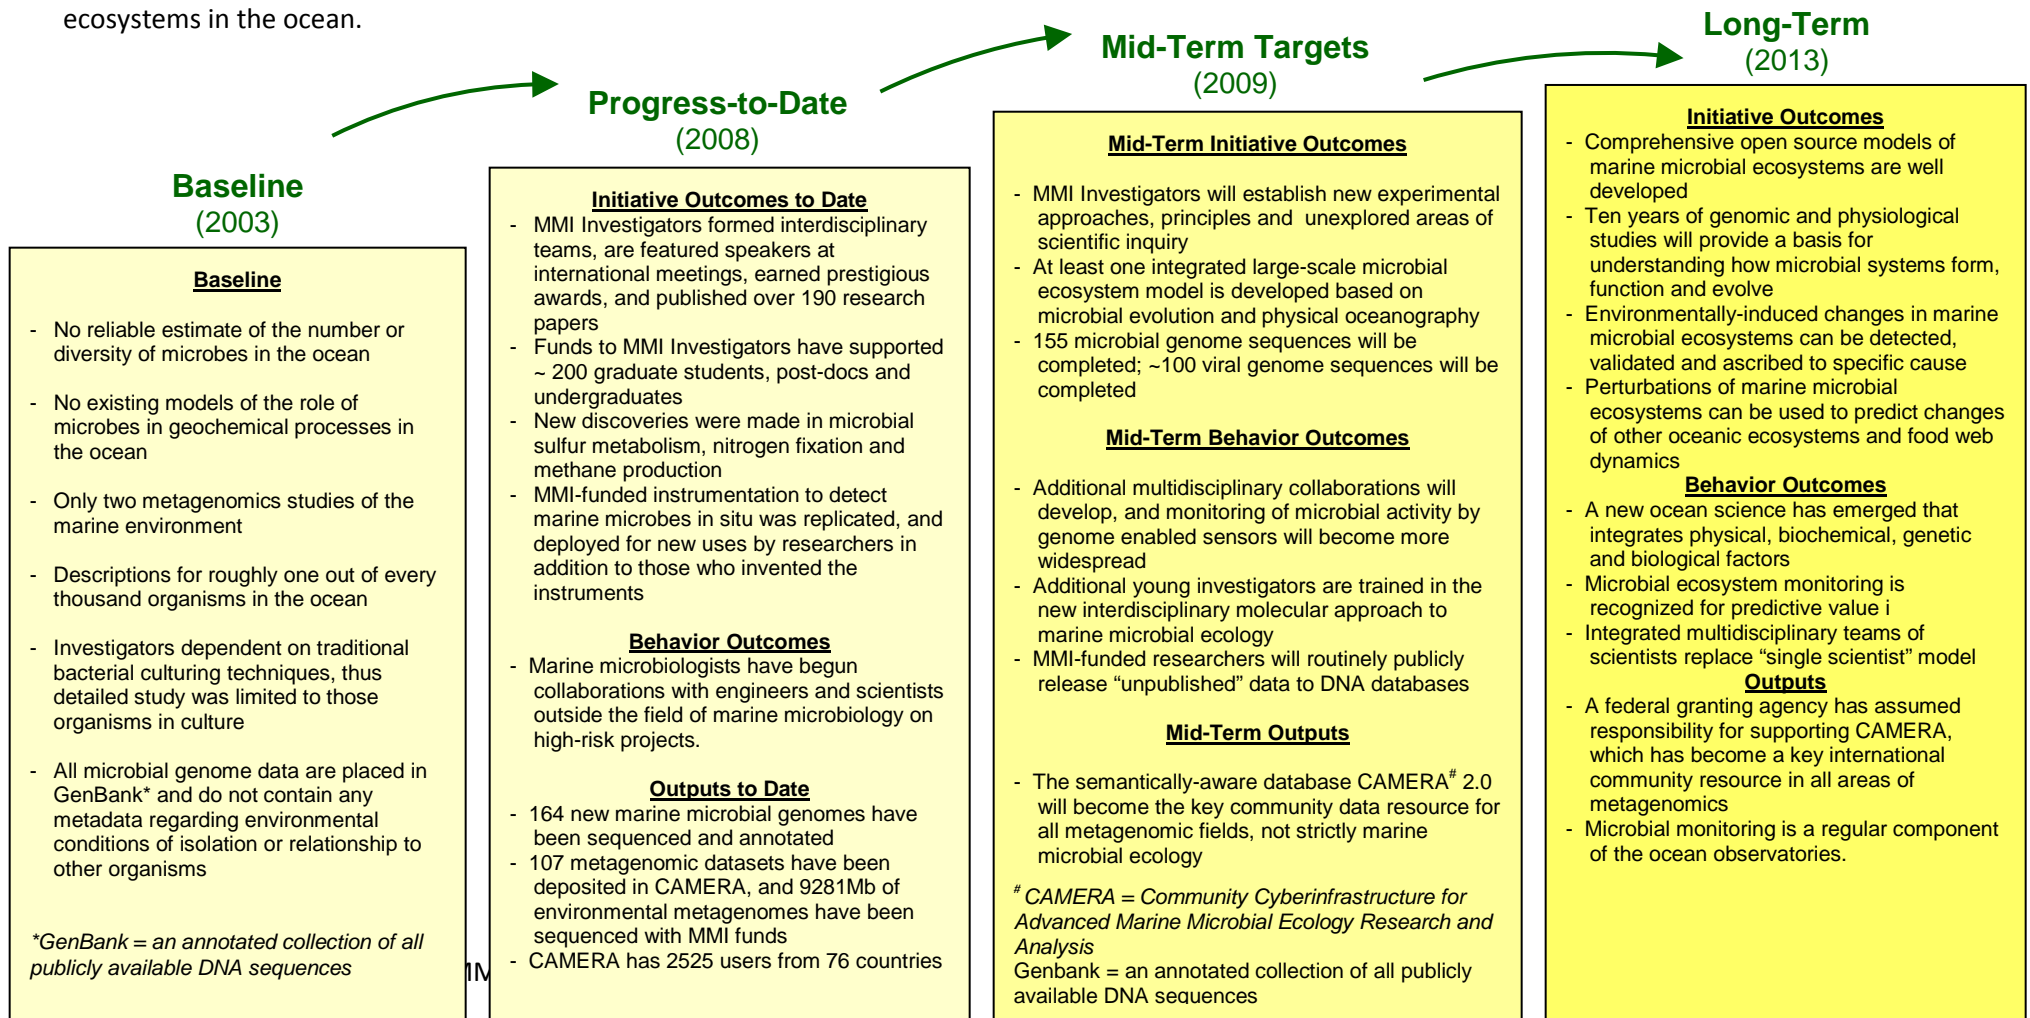 ecosystems in the ocean.
Baseline
(2003)
Baseline
- No reliable estimate of the number or
diversity of microbes in the ocean
- No existing models of the role of
microbes in geochemical processes in
the ocean
- Only two metagenomics studies of the
marine environment
- Descriptions for roughly one out of every
thousand organisms in the ocean
- Investigators dependent on traditional
bacterial culturing techniques, thus
detailed study was limited to those
organisms in culture
- All microbial genome data are placed in
GenBank* and do not contain any
metadata regarding environmental
conditions of isolation or relationship to
other organisms
*GenBank = an annotated collection of all
publicly available DNA sequences
Progress-to-Date
(2008)
Initiative Outcomes to Date
- MMI Investigators formed interdisciplinary
teams, are featured speakers at
international meetings, earned prestigious
awards, and published over 190 research
papers
- Funds to MMI Investigators have supported
~ 200 graduate students, post-docs and
undergraduates
- New discoveries were made in microbial
sulfur metabolism, nitrogen fixation and
methane production
- MMI-funded instrumentation to detect
marine microbes in situ was replicated, and
deployed for new uses by researchers in
addition to those who invented the
instruments
Behavior Outcomes
- Marine microbiologists have begun
collaborations with engineers and scientists
outside the field of marine microbiology on
high-risk projects.
Outputs to Date
- 164 new marine microbial genomes have
been sequenced and annotated
- 107 metagenomic datasets have been
deposited in CAMERA, and 9281Mb of
environmental metagenomes have been
sequenced with MMI funds
- CAMERA has 2525 users from 76 countries
Mid-Term Targets
(2009)
Mid-Term Initiative Outcomes
- MMI Investigators will establish new experimental
approaches, principles and unexplored areas of
scientific inquiry
- At least one integrated large-scale microbial
ecosystem model is developed based on
microbial evolution and physical oceanography
- 155 microbial genome sequences will be
completed; ~100 viral genome sequences will be
completed
Mid-Term Behavior Outcomes
- Additional multidisciplinary collaborations will
develop, and monitoring of microbial activity by
genome enabled sensors will become more
widespread
- Additional young investigators are trained in the
new interdisciplinary molecular approach to
marine microbial ecology
- MMI-funded researchers will routinely publicly
release “unpublished” data to DNA databases
Mid-Term Outputs
- The semantically-aware database CAMERA# 2.0
will become the key community data resource for
all metagenomic fields, not strictly marine
microbial ecology
# CAMERA = Community Cyberinfrastructure for
Advanced Marine Microbial Ecology Research and
Analysis
Genbank = an annotated collection of all publicly
available DNA sequences
Long-Term
(2013)
Initiative Outcomes
- Comprehensive open source models of
marine microbial ecosystems are well
developed
- Ten years of genomic and physiological
studies will provide a basis for
understanding how microbial systems form,
function and evolve
- Environmentally-induced changes in marine
microbial ecosystems can be detected,
validated and ascribed to specific cause
- Perturbations of marine microbial
ecosystems can be used to predict changes
of other oceanic ecosystems and food web
dynamics
Behavior Outcomes
- A new ocean science has emerged that
integrates physical, biochemical, genetic
and biological factors
- Microbial ecosystem monitoring is
recognized for predictive value i
- Integrated multidisciplinary teams of
scientists replace “single scientist” model
Outputs
- A federal granting agency has assumed
responsibility for supporting CAMERA,
which has become a key international
community resource in all areas of
metagenomics
- Microbial monitoring is a regular component
of the ocean observatories.